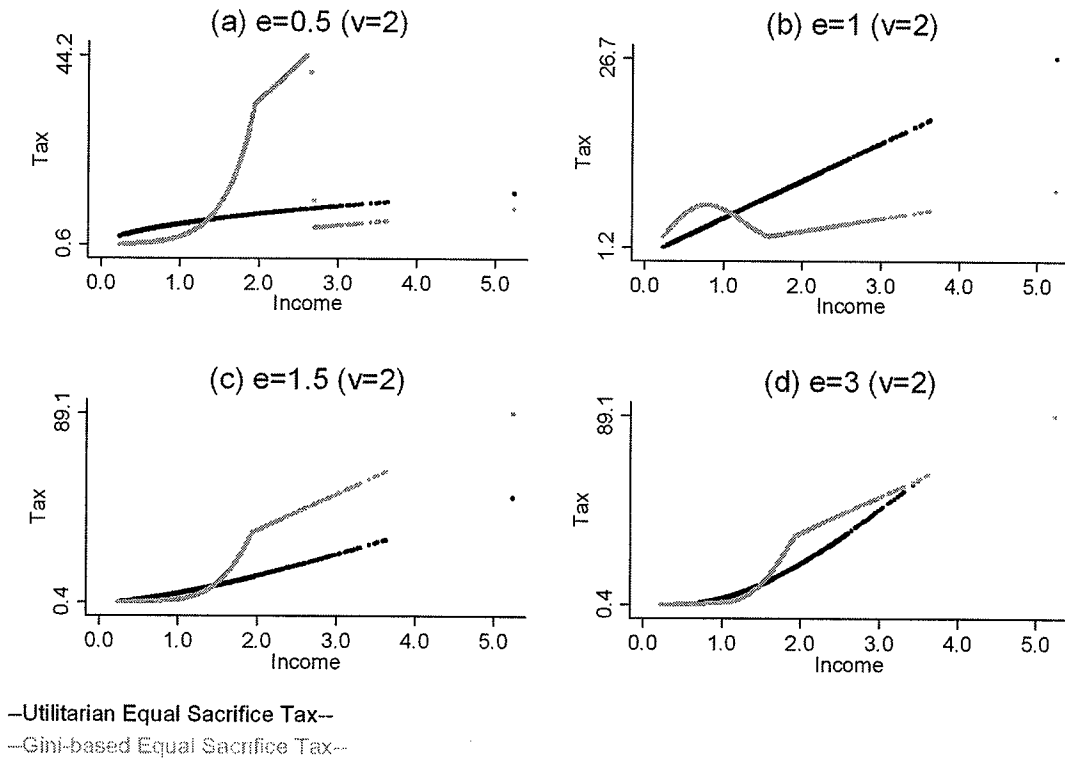 (a) e=0.5 (v=2)
44.2
Tax
0.6
0.0 1.0 2.0 3.0 4.0 5.0
Income
(b) e=1 (v=2)
26.7
Tax
1.2
0.0 1.0 2.0 3.0 4.0 5.0
Income
(c) e=1.5 (v=2)
89.1
Tax
0.4
0.0 1.0 2.0 3.0 4.0 5.0
Income
(d) e=3 (v=2)
89.1
Tax
0.4
0.0 1.0 2.0 3.0 4.0 5.0
Income
--Utilitarian Equal Sacrifice Tax--
--Gini-based Equal Sacrifice Tax--